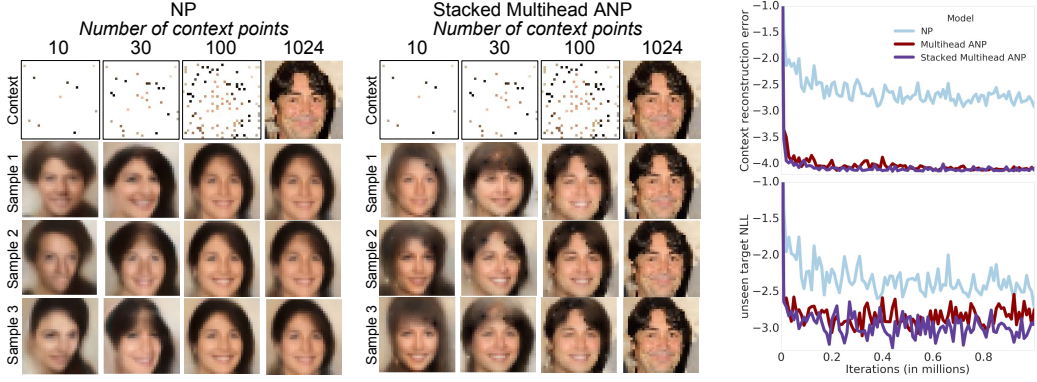 NP
Number of context points
10 30 100 1024
Context
Sample 1
Sample 2
Sample 3
Stacked Multihead ANP
Number of context points
10 30 100 1024
Context
Sample 1
Sample 2
Sample 3
Context reconstruction error
−1.0
−1.5
−2.0
−2.5
−3.0
−3.5
−4.0
Model
NP
Multihead ANP
Stacked Multihead ANP
unseen target NLL
−1.0
−1.5
−2.0
−2.5
−3.0
0 0.2 0.4 0.6 0.8
Iterations (in millions)